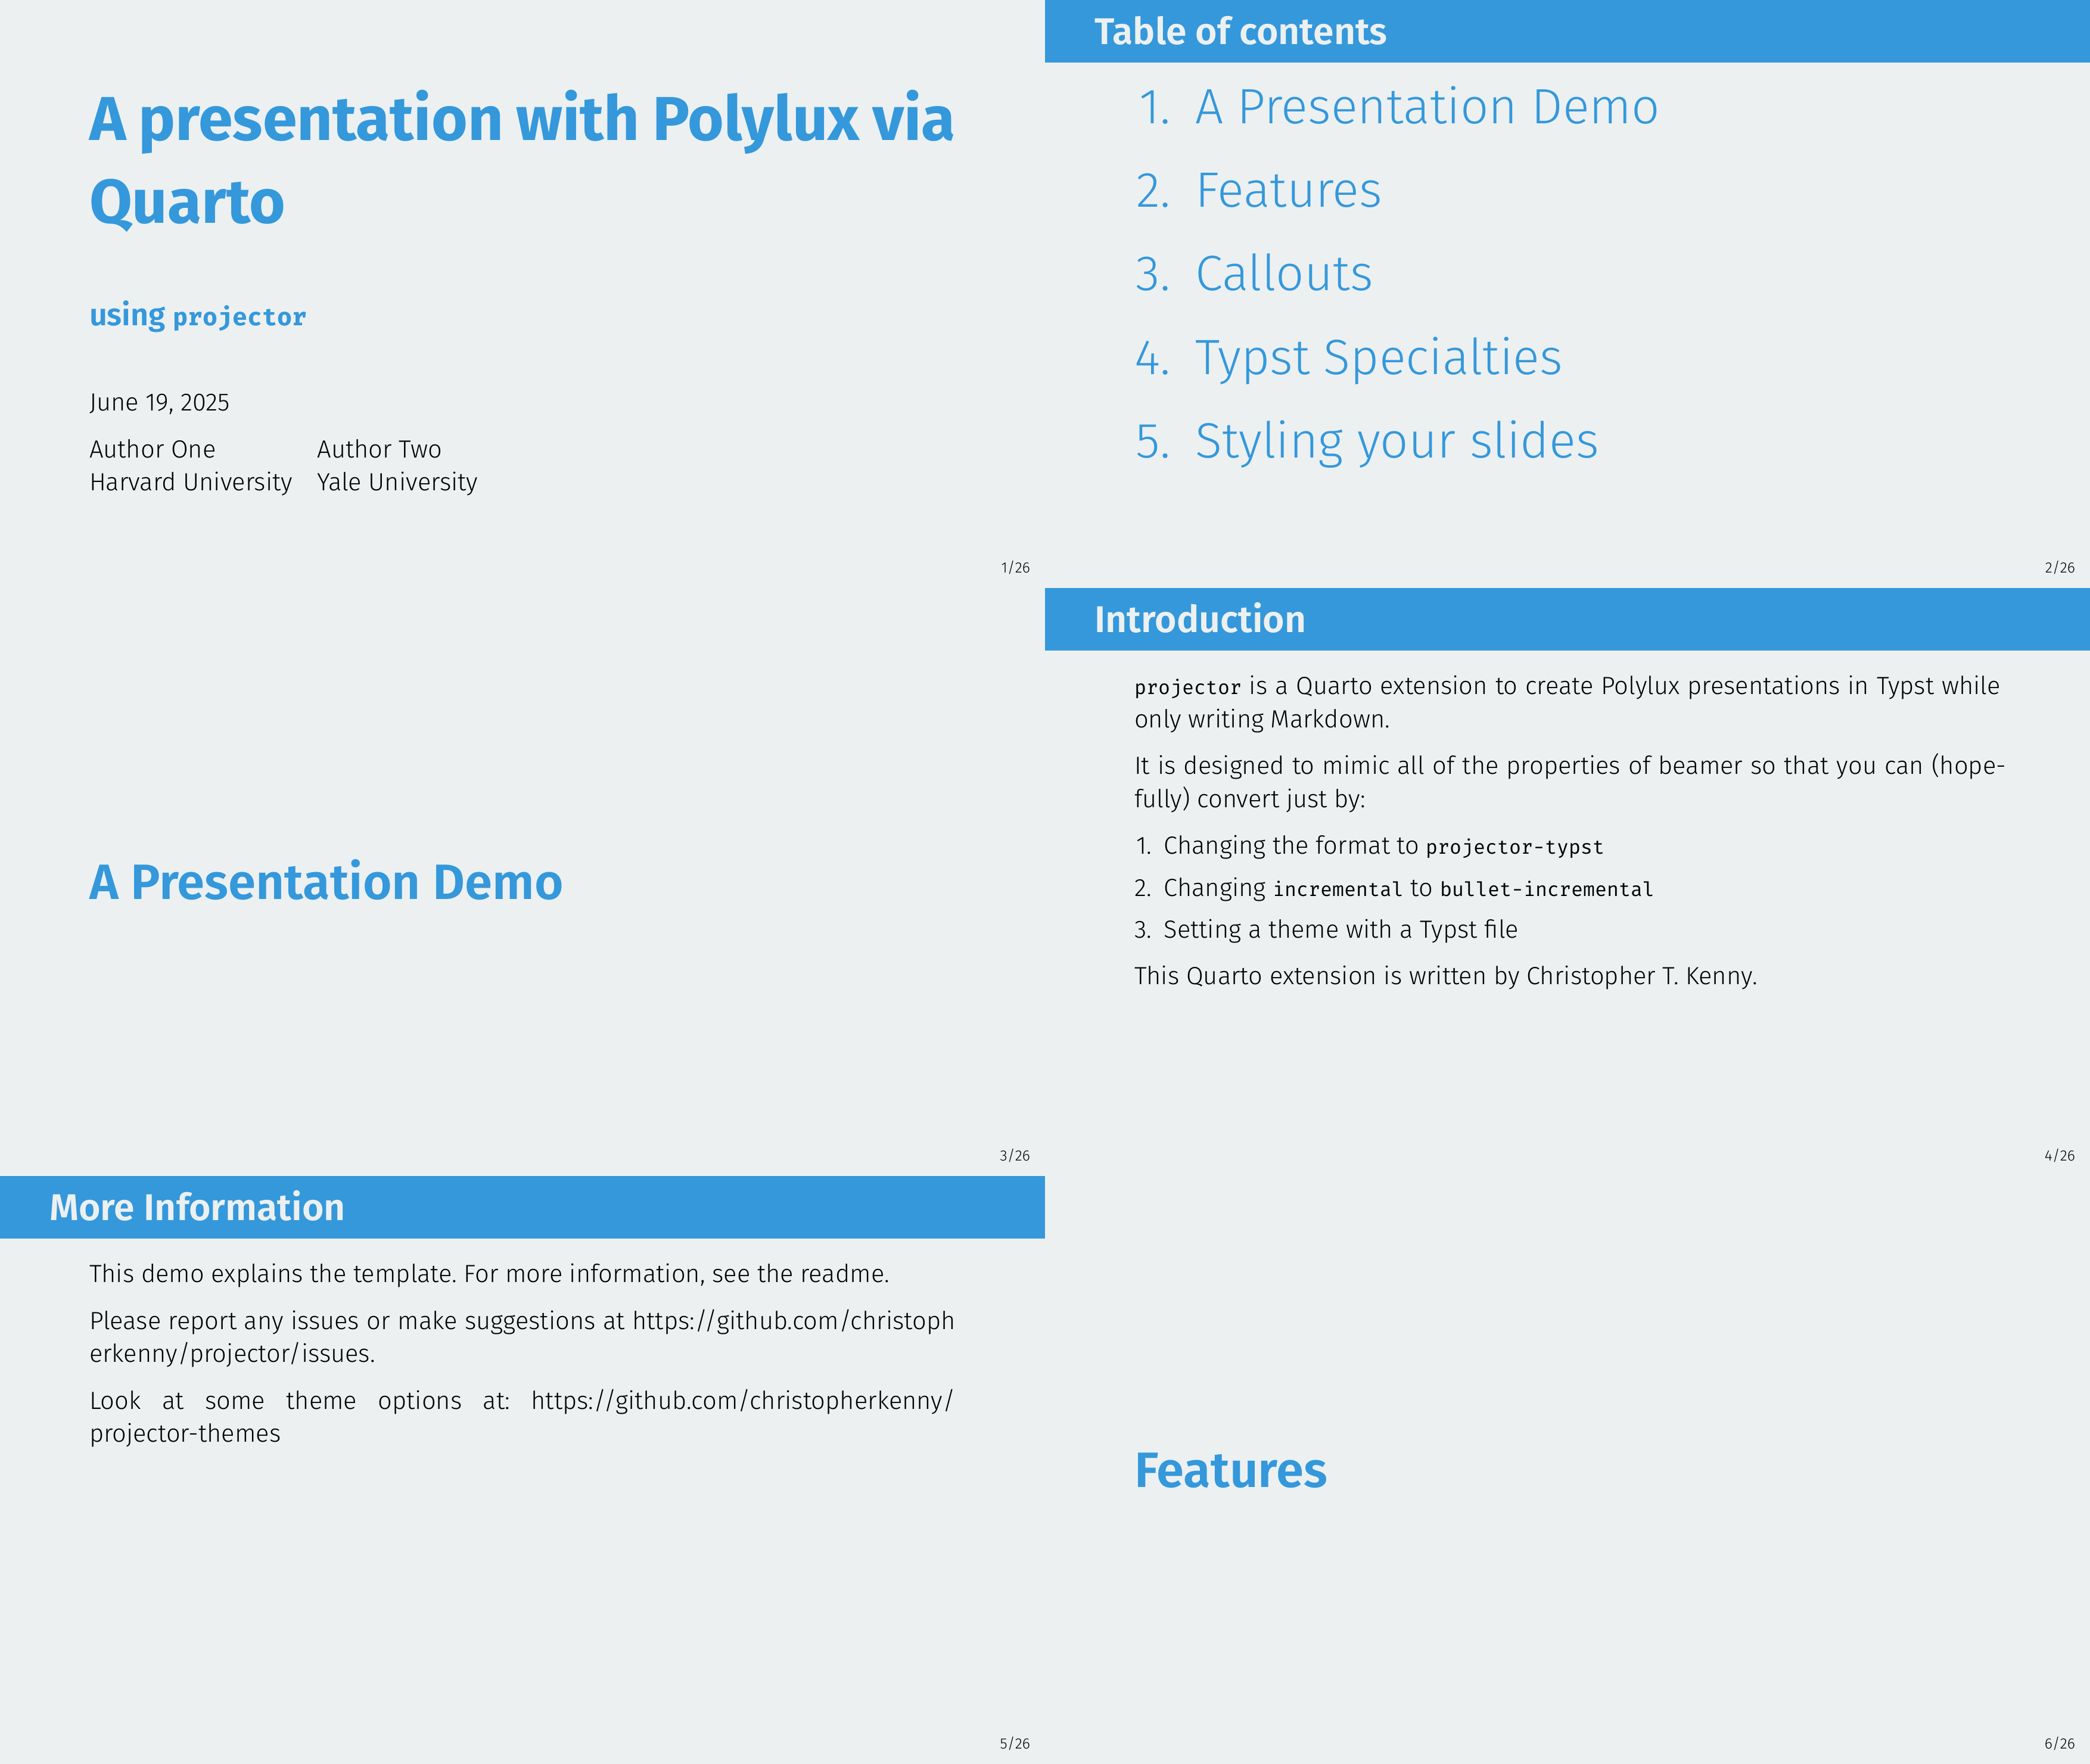 A presentation with Polylux via
Quarto
using projector
June 19, 2025
Author One Author Two
Harvard University Yale University
1/26
Table of contents
1. A Presentation Demo
2. Features
3. Callouts
4. Typst Specialties
5. Styling your slides
2/26
A Presentation Demo
3/26
Introduction
projector is a Quarto extension to create Polylux presentations in Typst while
only writing Markdown.
It is designed to mimic all of the properties of beamer so that you can (hope-
fully) convert just by:
1. Changing the format to projector-typst
2. Changing incremental to bullet-incremental
3. Setting a theme with a Typst file
This Quarto extension is written by Christopher T. Kenny.
4/26
More Information
This demo explains the template. For more information, see the readme.
Please report any issues or make suggestions at https://github.com/christoph
erkenny/projector/issues.
Look at some theme options at: https://github.com/christopherkenny/
projector-themes
5/26
Features
6/26